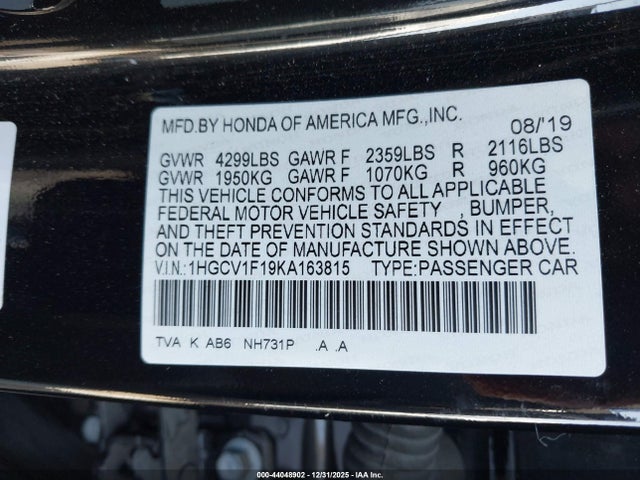 MFD.BY HONDA OF AMERICA MFG.,INC. 08/'19
GVWR 4299LBS GAWR F 2359LBS R 2116LBS
GVWR 1950KG GAWR F 1070KG R 960KG
THIS VEHICLE CONFORMS TO ALL APPLICABLE
FEDERAL MOTOR VEHICLE SAFETY , BUMPER,
AND THEFT PREVENTION STANDARDS IN EFFECT
ON THE DATE OF MANUFACTURE SHOWN ABOVE.
V.I.N.:1HGCV1F19KA163815 TYPE:PASSENGER CAR
TVA K AB6 NH731P .A .A
000-44048902 - 12/31/2025 - IAA Inc.